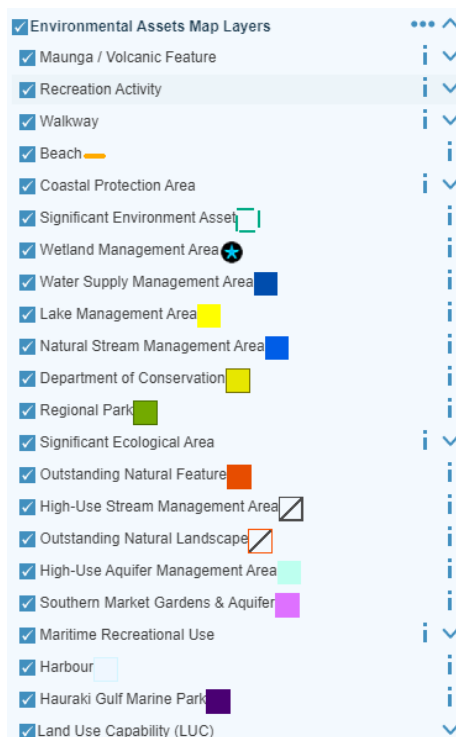 Environmental Assets Map Layers
Maunga / Volcanic Feature
Recreation Activity
Walkway
Beach
Coastal Protection Area
Significant Environment Asset
Wetland Management Area
Water Supply Management Area
Lake Management Area
Natural Stream Management Area
Department of Conservation
Regional Park
Significant Ecological Area
Outstanding Natural Feature
High-Use Stream Management Area
Outstanding Natural Landscape
High-Use Aquifer Management Area
Southern Market Gardens & Aquifer
Maritime Recreational Use
Harbour
Hauraki Gulf Marine Park
Land Use Capability (LUC)